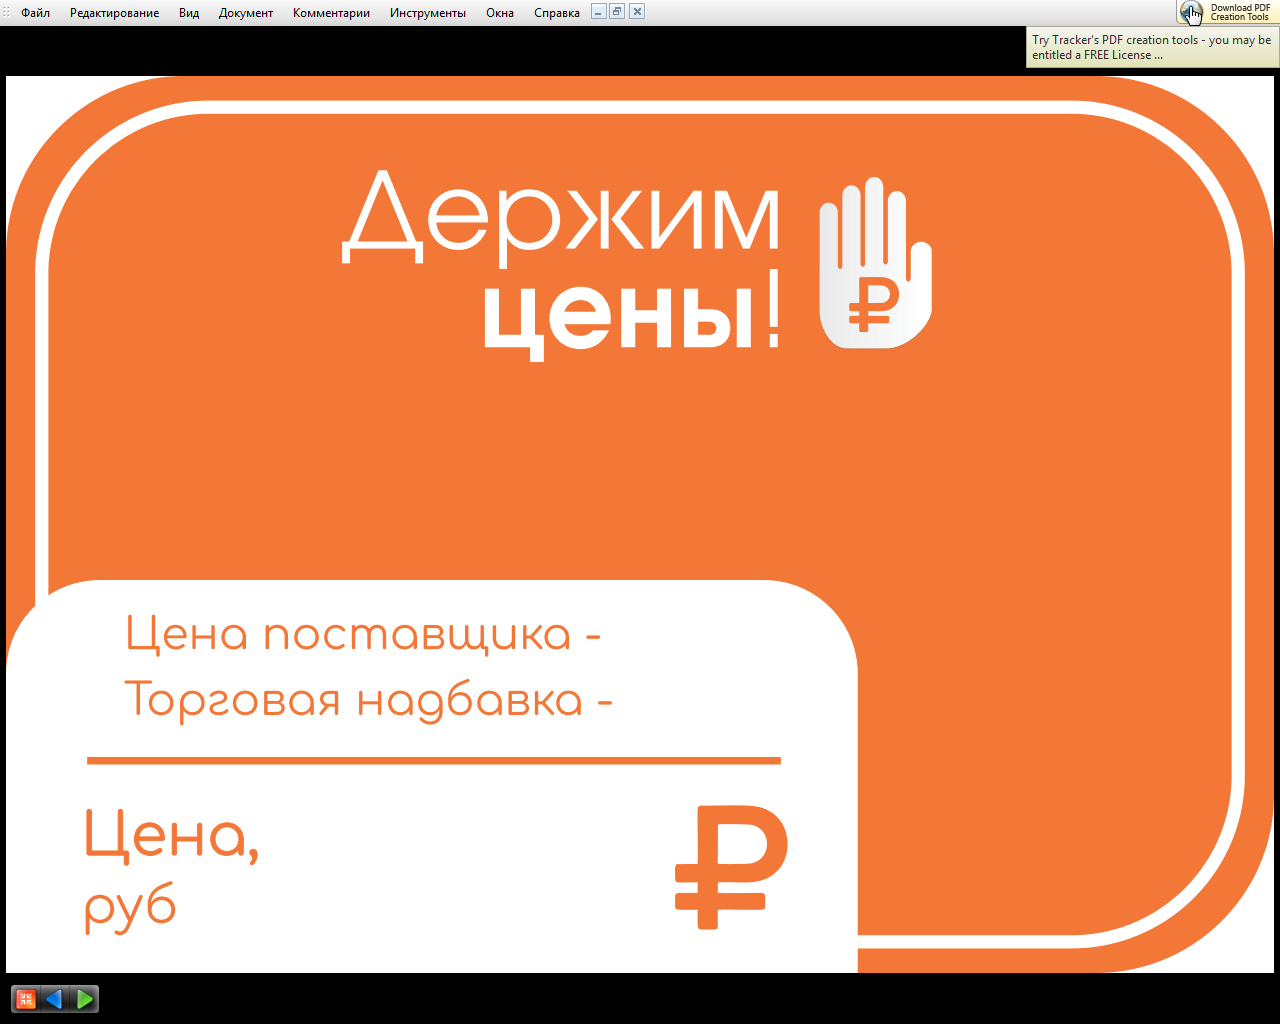 Файл Редактирование Вид Документ Комментарии Инструменты Окна Справка
Download PDF
Creation Tools
Try Tracker's PDF creation tools - you may be
entitled a FREE License ...
Держим
цены!
₽
Цена поставщика -
Торговая надбавка -
Цена,
руб
₽